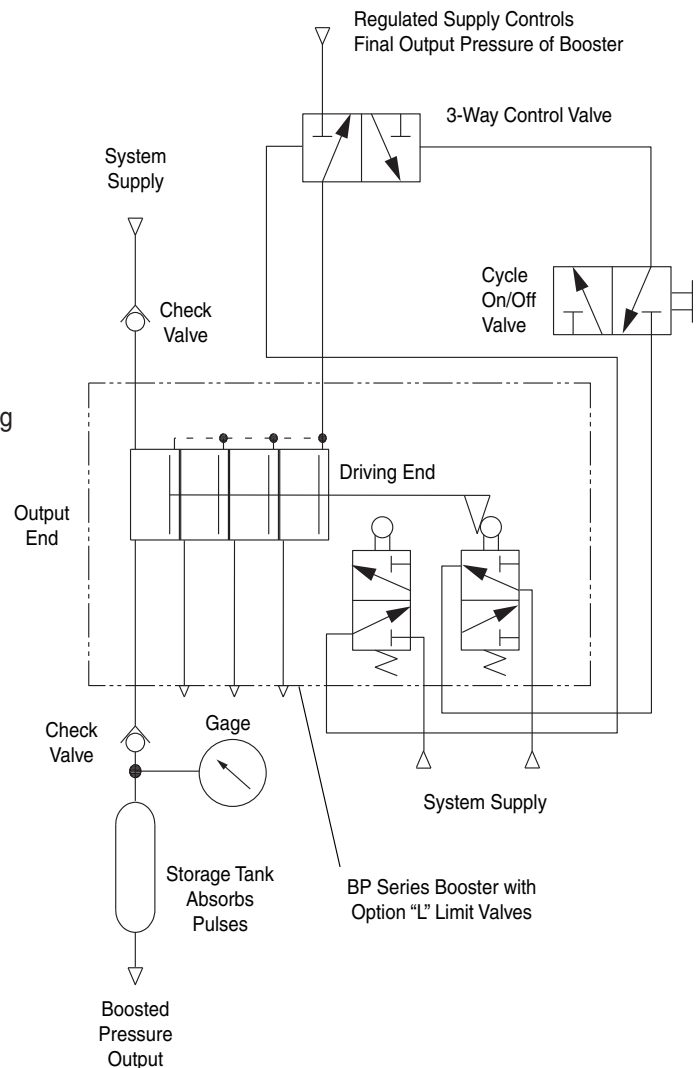 Regulated Supply Controls
Final Output Pressure of Booster
3-Way Control Valve
System
Supply
Cycle
On/Off
Valve
Check
Valve
g
Driving End
Output
End
Check
Valve
Gage
System Supply
Storage Tank
Absorbs
Pulses
BP Series Booster with
Option “L” Limit Valves
Boosted
Pressure
Output